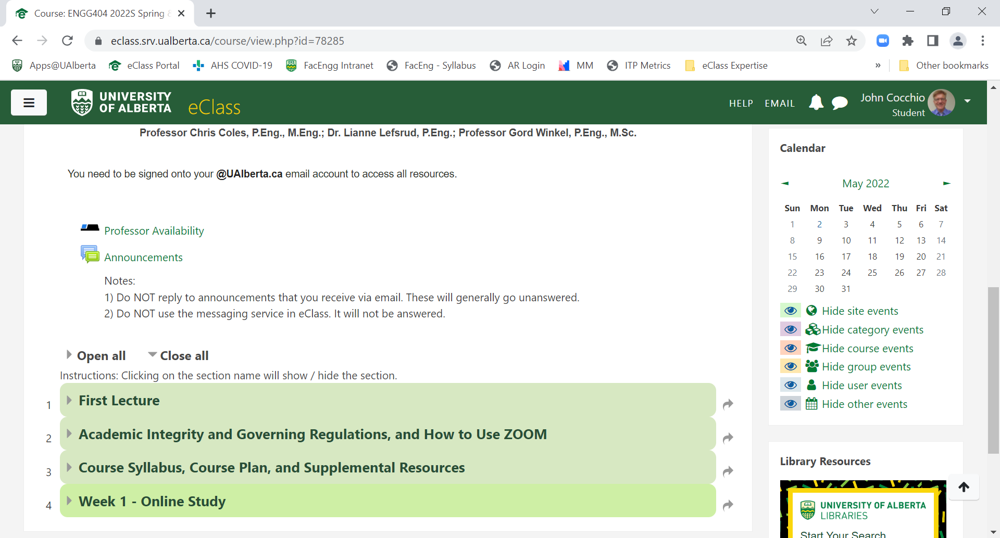 Course: ENGG404 2022S Spring &
eclass.srv.ualberta.ca/course/view.php?id=78285
Apps@UAlberta eClass Portal AHS COVID-19 FacEngg Intranet FacEng - Syllabus AR Login MM ITP Metrics eClass Expertise » Other bookmarks
UNIVERSITY
OF ALBERTA
eClass
HELP EMAIL
John Cocchio
Student
Professor Chris Coles, P.Eng., M.Eng.; Dr. Lianne Lefsrud, P.Eng.; Professor Gord Winkel, P.Eng., M.Sc.
You need to be signed onto your @UAlberta.ca email account to access all resources.
Professor Availability
Announcements
Notes:
1) Do NOT reply to announcements that you receive via email. These will generally go unanswered.
2) Do NOT use the messaging service in eClass. It will not be answered.
Open all Close all
Instructions: Clicking on the section name will show / hide the section.
1 First Lecture
2 Academic Integrity and Governing Regulations, and How to Use ZOOM
3 Course Syllabus, Course Plan, and Supplemental Resources
4 Week 1 - Online Study
Calendar
◄ May 2022 ►
Sun Mon Tue Wed Thu Fri Sat
1 2 3 4 5 6 7
8 9 10 11 12 13 14
15 16 17 18 19 20 21
22 23 24 25 26 27 28
29 30 31
Hide site events
Hide category events
Hide course events
Hide group events
Hide user events
Hide other events
Library Resources
UNIVERSITY OF ALBERTA
LIBRARIES
Start Your Search